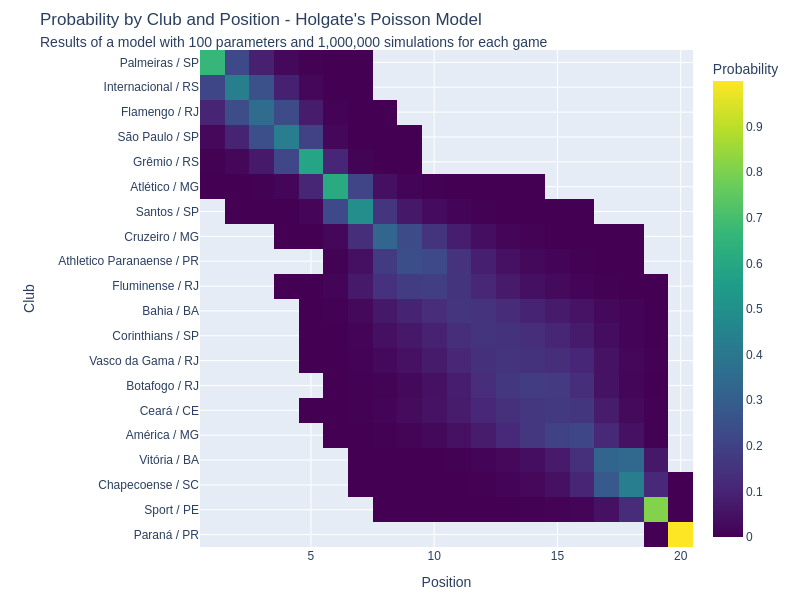 Probability by Club and Position - Holgate's Poisson Model
Results of a model with 100 parameters and 1,000,000 simulations for each game
Probability
Palmeiras / SP
Internacional / RS
Flamengo / RJ
São Paulo / SP
Grêmio / RS
Atlético / MG
Santos / SP
Cruzeiro / MG
Athletico Paranaense / PR
Fluminense / RJ
Bahia / BA
Corinthians / SP
Vasco da Gama / RJ
Botafogo / RJ
Ceará / CE
América / MG
Vitória / BA
Chapecoense / SC
Sport / PE
Paraná / PR
Club
5
10
15
20
Position
0.9
0.8
0.7
0.6
0.5
0.4
0.3
0.2
0.1
0